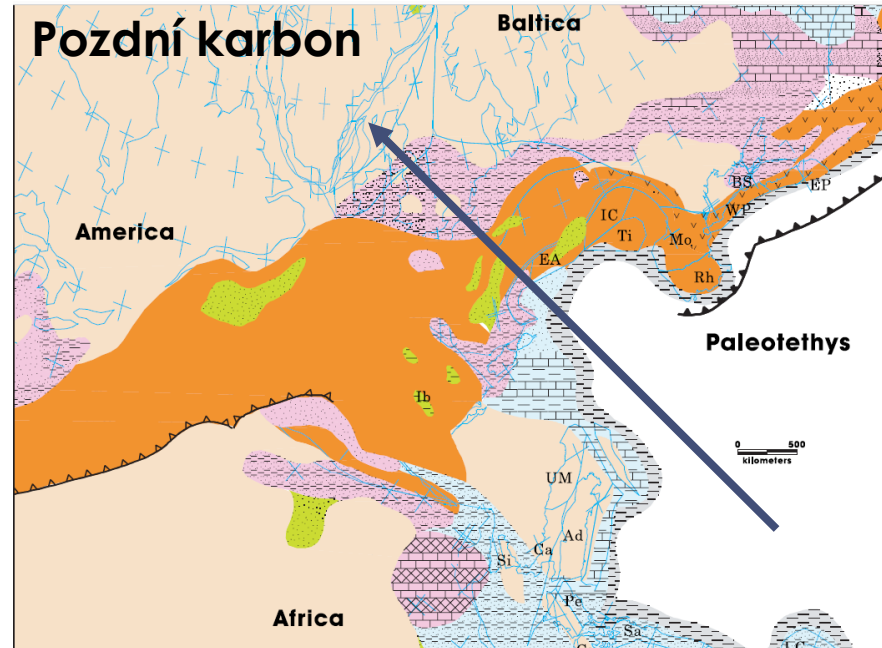 Pozdní karbon
Baltica
BS
EP
WP
IC
America
Ti
Mo
EA
Rh
Paleotethys
0 500
kilometers
Ib
UM
Ad
Ca
Si
Pe
Africa
Sa